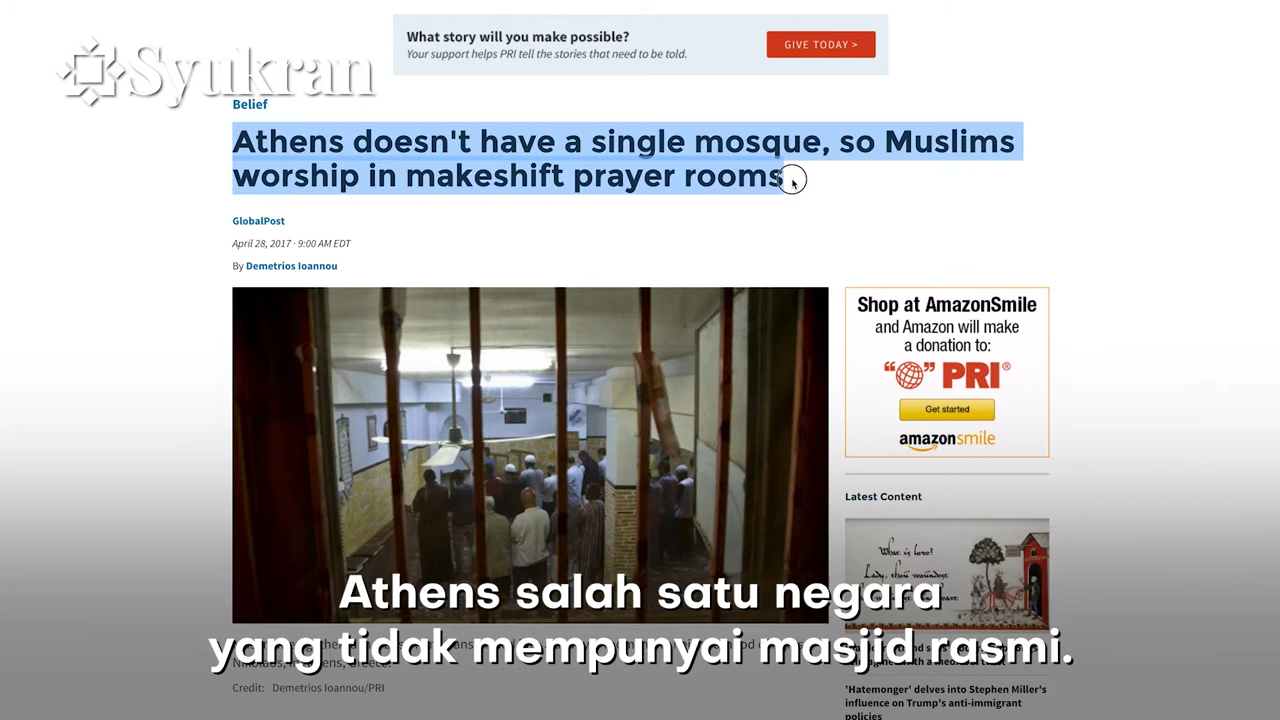 What story will you make possible?
Your support helps PRI tell the stories that need to be told.
GIVE TODAY >
Syukran
Belief
Athens doesn't have a single mosque, so Muslims
worship in makeshift prayer rooms
GlobalPost
April 28, 2017 · 9:00 AM EDT
By Demetrios Ioannou
Shop at AmazonSmile
and Amazon will make
a donation to:
PRI®
Get started
amazonsmile
Latest Content
What is love?
Lady, thou
Athens salah satu negara
yang tidak mempunyai masjid rasmi.
Credit: Demetrios Ioannou/PRI
'Hatemonger' delves into Stephen Miller's
influence on Trump's anti-immigrant
policies